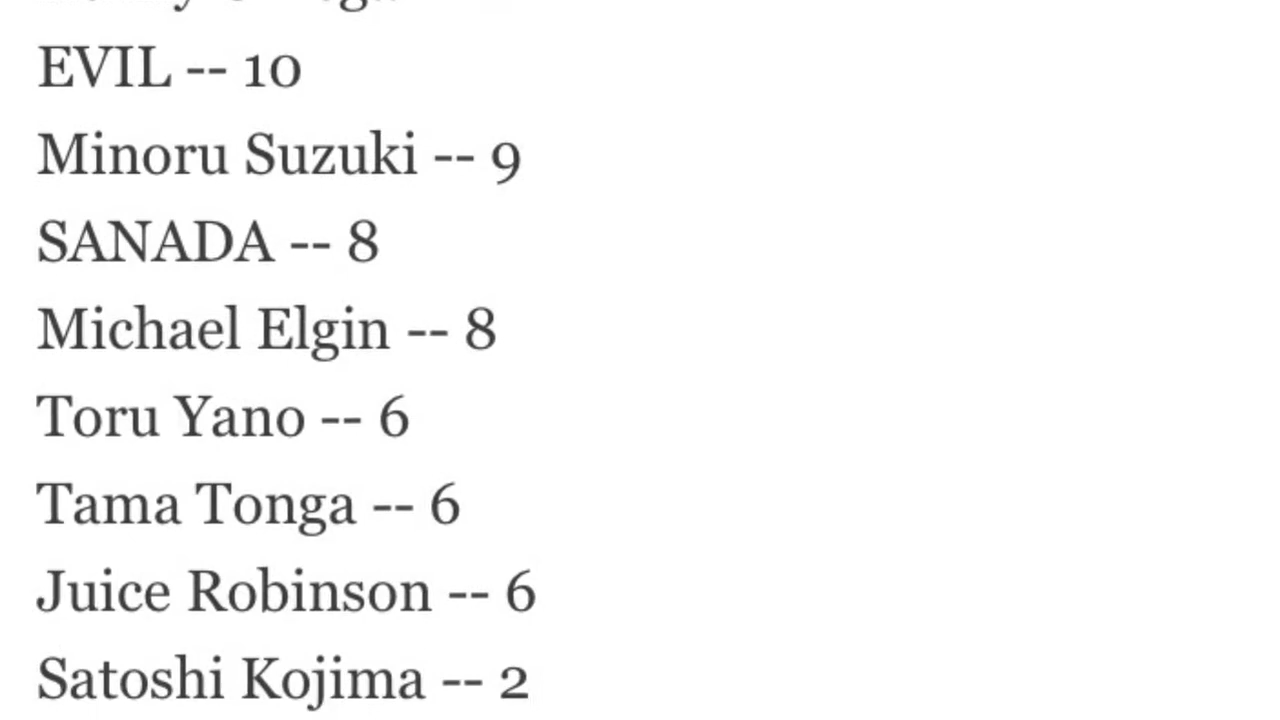 EVIL -- 10
Minoru Suzuki -- 9
SANADA -- 8
Michael Elgin -- 8
Toru Yano -- 6
Tama Tonga -- 6
Juice Robinson -- 6
Satoshi Kojima -- 2